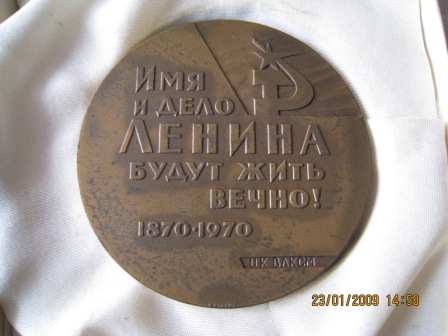 Имя
и дело
Ленина
будут жить
вечно!
1870·1970
ЦК ВЛКСМ
23/01/2009 14:50